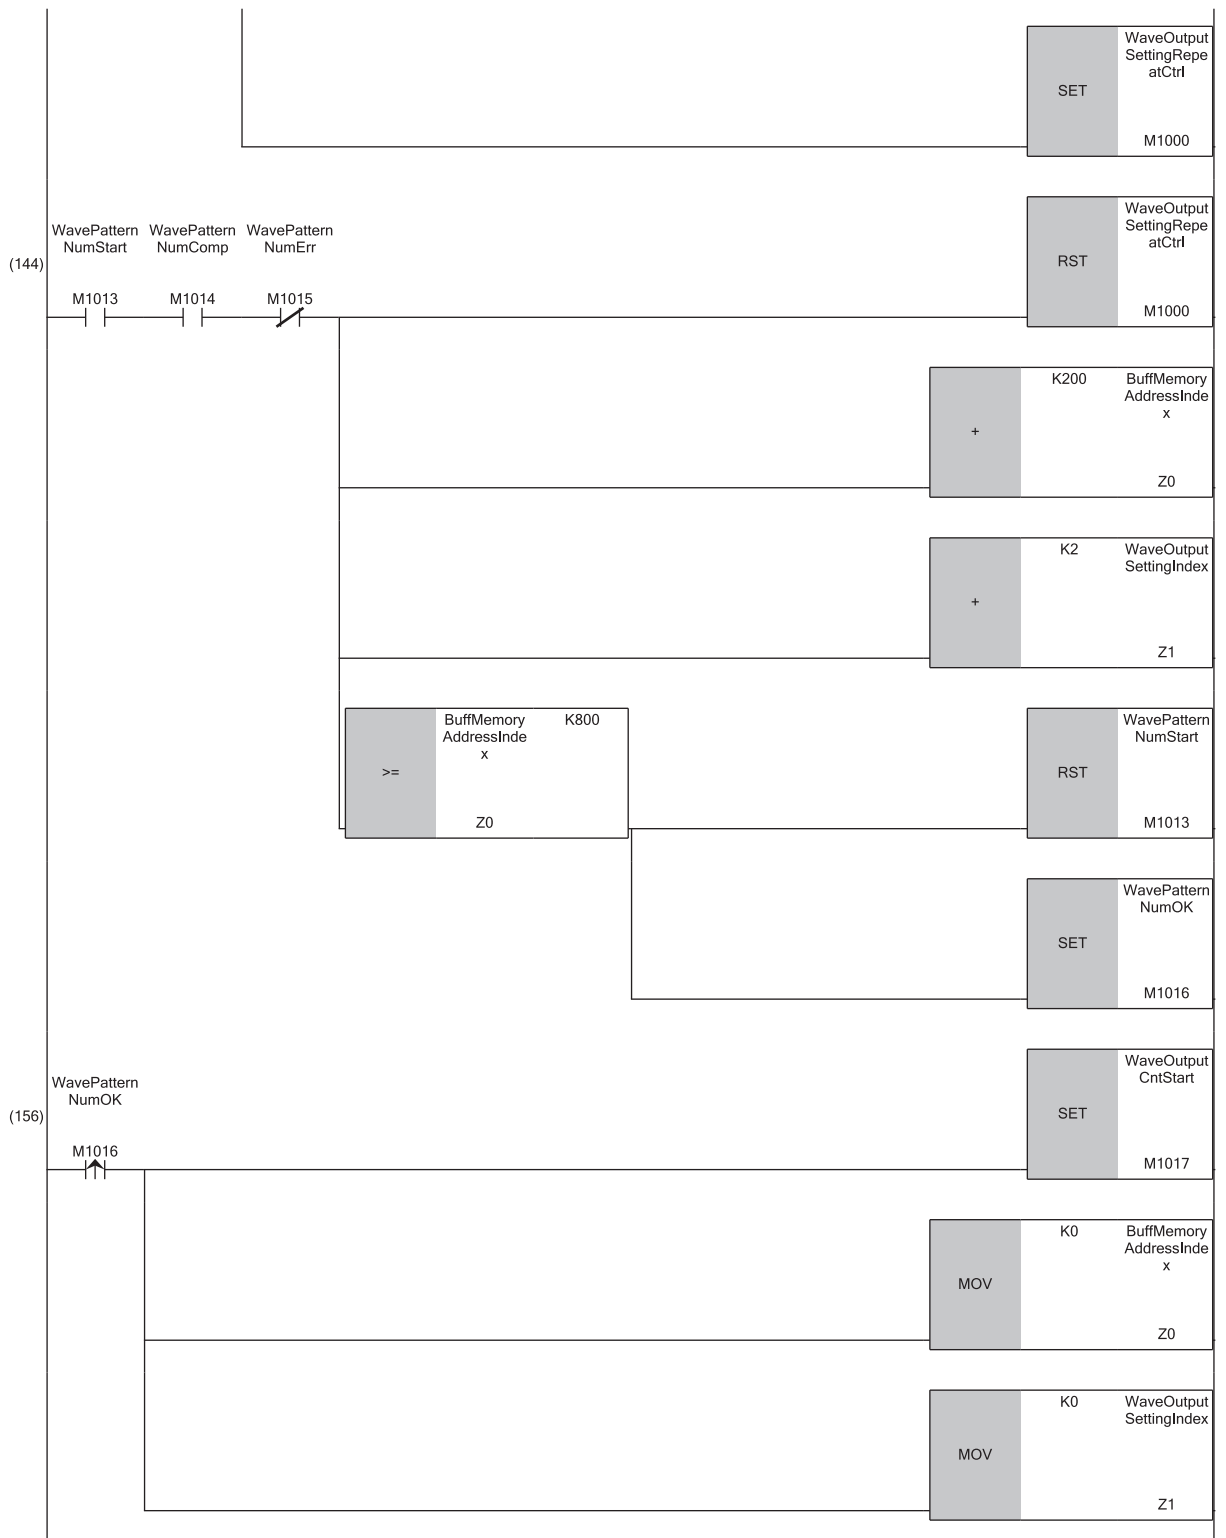 WaveOutput
SettingRepe
atCtrl
SET
M1000
(144)
WavePattern
NumStart
M1013
WavePattern
NumComp
M1014
WavePattern
NumErr
M1015
WaveOutput
SettingRepe
atCtrl
RST
M1000
+
K200
BuffMemory
AddressInde
x
Z0
+
K2
WaveOutput
SettingIndex
Z1
>=
BuffMemory
AddressInde
x
Z0
K800
RST
WavePattern
NumStart
M1013
SET
WavePattern
NumOK
M1016
(156)
WavePattern
NumOK
M1016
SET
WaveOutput
CntStart
M1017
MOV
K0
BuffMemory
AddressInde
x
Z0
MOV
K0
WaveOutput
SettingIndex
Z1